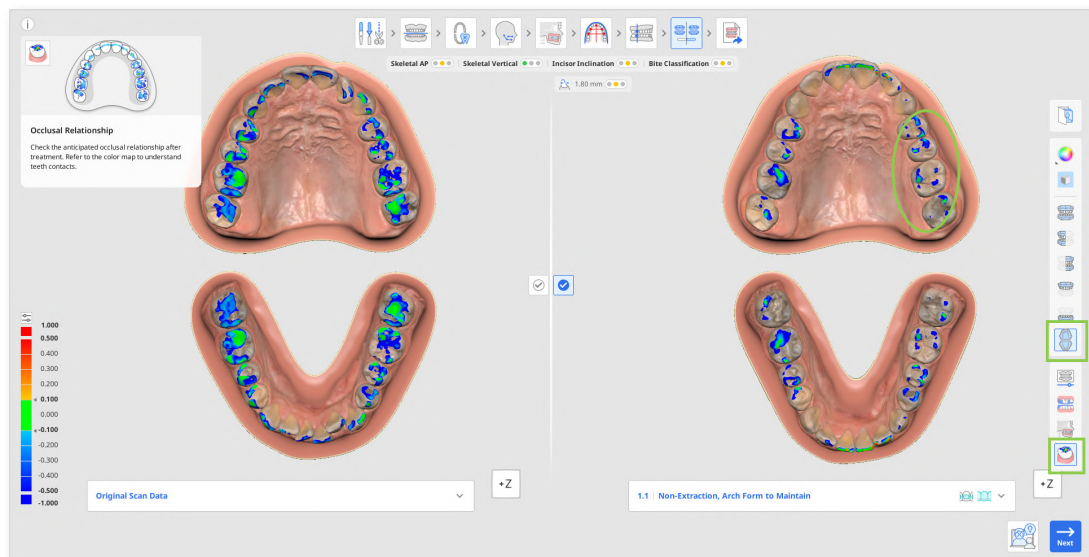 i
Skeletal AP
Skeletal Vertical
Incisor Inclination
Bite Classification
1.80 mm
Occlusal Relationship
Check the anticipated occlusal relationship after
treatment. Refer to the color map to understand
teeth contacts.
1.000
0.500
0.400
0.300
0.200
0.100
0.000
-0.100
-0.200
-0.300
-0.400
-0.500
-1.000
+Z
+Z
Original Scan Data
1.1 | Non-Extraction, Arch Form to Maintain
Next